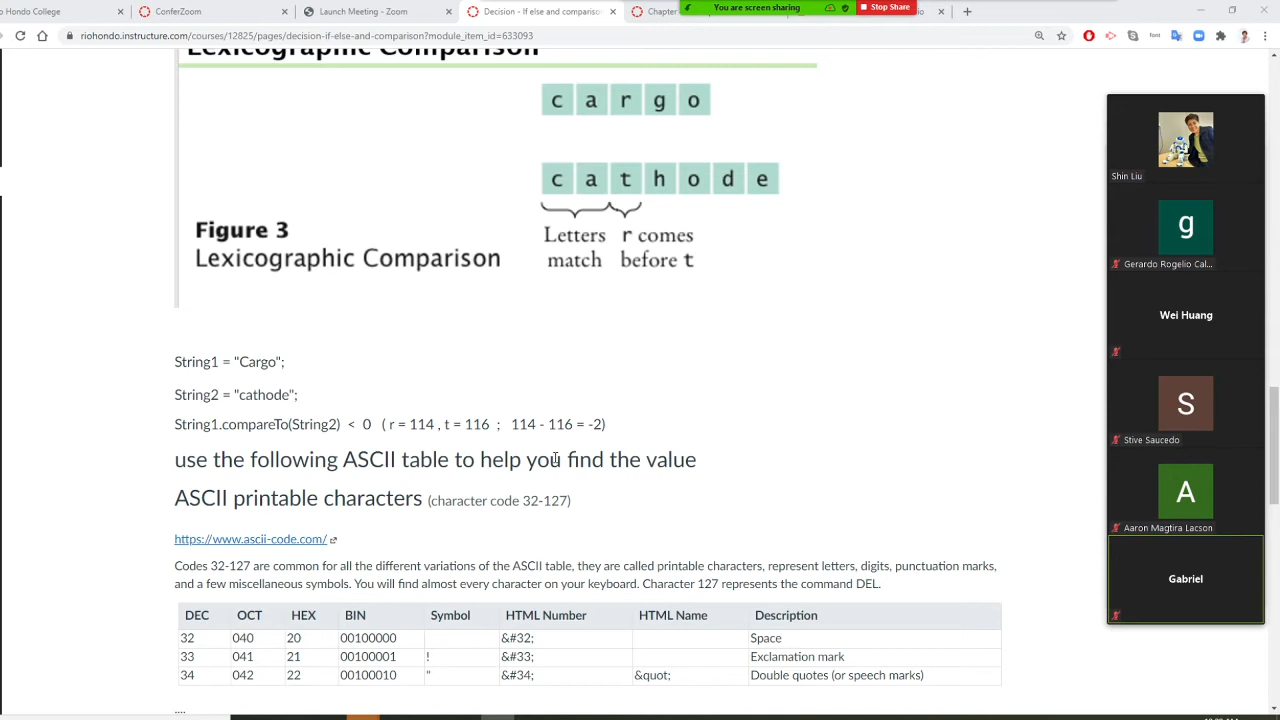 o Hondo College
ConferZoom
Launch Meeting - Zoom
Decision - If else and comparison
Chapter
You are screen sharing
Stop Share
riohondo.instructure.com/courses/12825/pages/decision-if-else-and-comparison?module_item_id=633093
Lexicographic Comparison
c a r g o
c a t h o d e
Letters match
r comes before t
Figure 3
Lexicographic Comparison
String1 = "Cargo";
String2 = "cathode";
String1.compareTo(String2) < 0 ( r = 114 , t = 116 ; 114 - 116 = -2)
use the following ASCII table to help you find the value
ASCII printable characters (character code 32-127)
https://www.ascii-code.com/
Codes 32-127 are common for all the different variations of the ASCII table, they are called printable characters, represent letters, digits, punctuation marks,
and a few miscellaneous symbols. You will find almost every character on your keyboard. Character 127 represents the command DEL.
DEC OCT HEX BIN Symbol HTML Number HTML Name Description
32 040 20 00100000 &#32; Space
33 041 21 00100001 ! &#33; Exclamation mark
34 042 22 00100010 " &#34; &quot; Double quotes (or speech marks)
....
Shin Liu
g
Gerardo Rogelio Cal...
Wei Huang
S
Stive Saucedo
A
Aaron Magtira Lacson
Gabriel